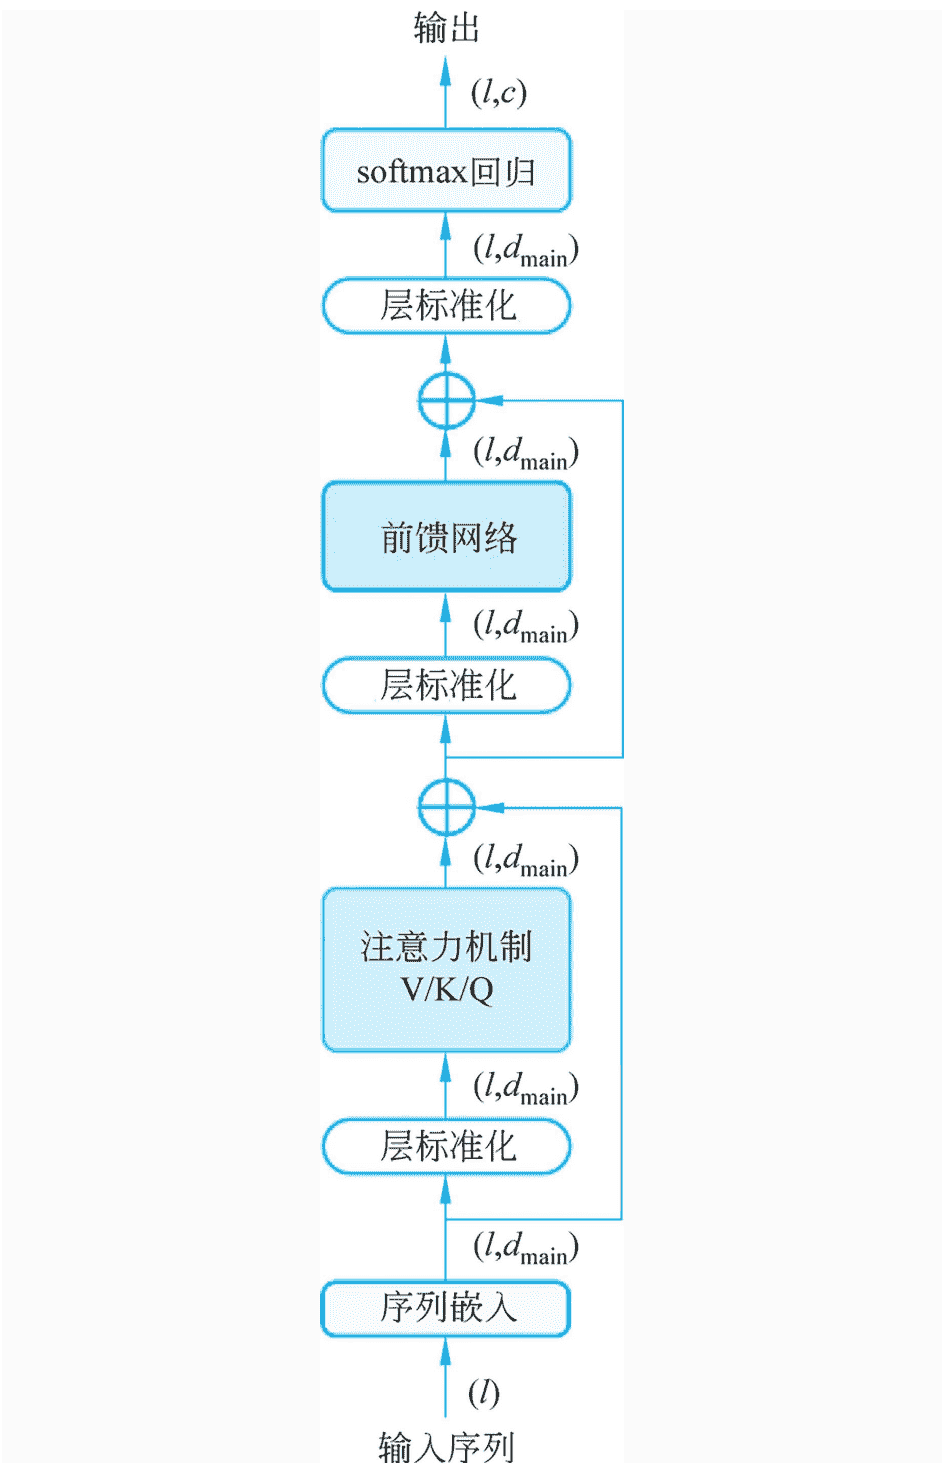 输出
(l,c)
softmax回归
(l,dmain)
层标准化
(l,dmain)
前馈网络
(l,dmain)
层标准化
(l,dmain)
注意力机制
V/K/Q
(l,dmain)
层标准化
(l,dmain)
序列嵌入
(l)
输入序列